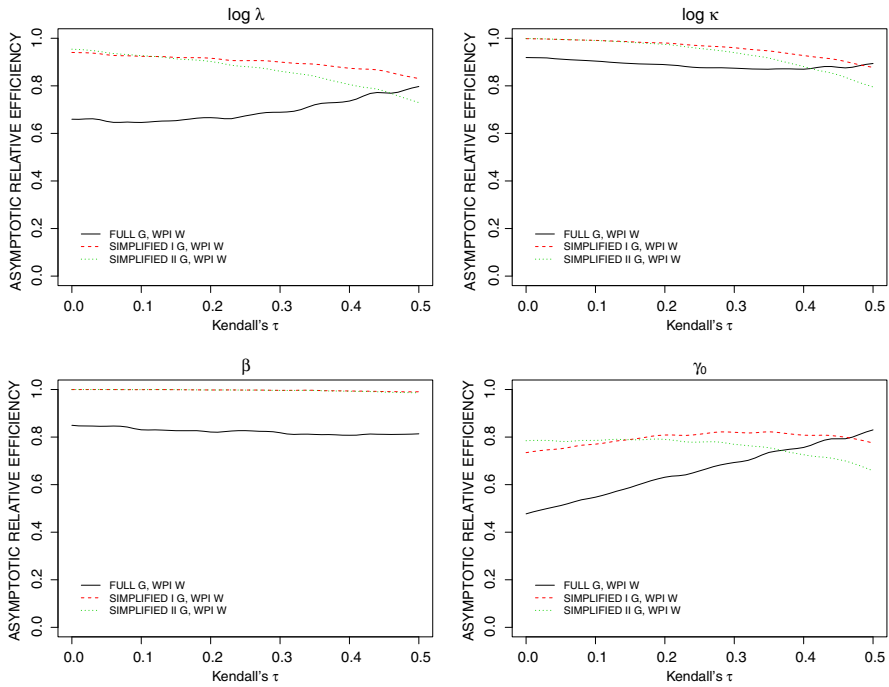 log λ
ASYMPTOTIC RELATIVE EFFICIENCY
1.0
0.8
0.6
0.4
0.2
0.0
FULL G, WPI W
SIMPLIFIED I G, WPI W
SIMPLIFIED II G, WPI W
0.0 0.1 0.2 0.3 0.4 0.5
Kendall's τ
log κ
ASYMPTOTIC RELATIVE EFFICIENCY
1.0
0.8
0.6
0.4
0.2
0.0
FULL G, WPI W
SIMPLIFIED I G, WPI W
SIMPLIFIED II G, WPI W
0.0 0.1 0.2 0.3 0.4 0.5
Kendall's τ
β
ASYMPTOTIC RELATIVE EFFICIENCY
1.0
0.8
0.6
0.4
0.2
0.0
FULL G, WPI W
SIMPLIFIED I G, WPI W
SIMPLIFIED II G, WPI W
0.0 0.1 0.2 0.3 0.4 0.5
Kendall's τ
γ₀
ASYMPTOTIC RELATIVE EFFICIENCY
1.0
0.8
0.6
0.4
0.2
0.0
FULL G, WPI W
SIMPLIFIED I G, WPI W
SIMPLIFIED II G, WPI W
0.0 0.1 0.2 0.3 0.4 0.5
Kendall's τ